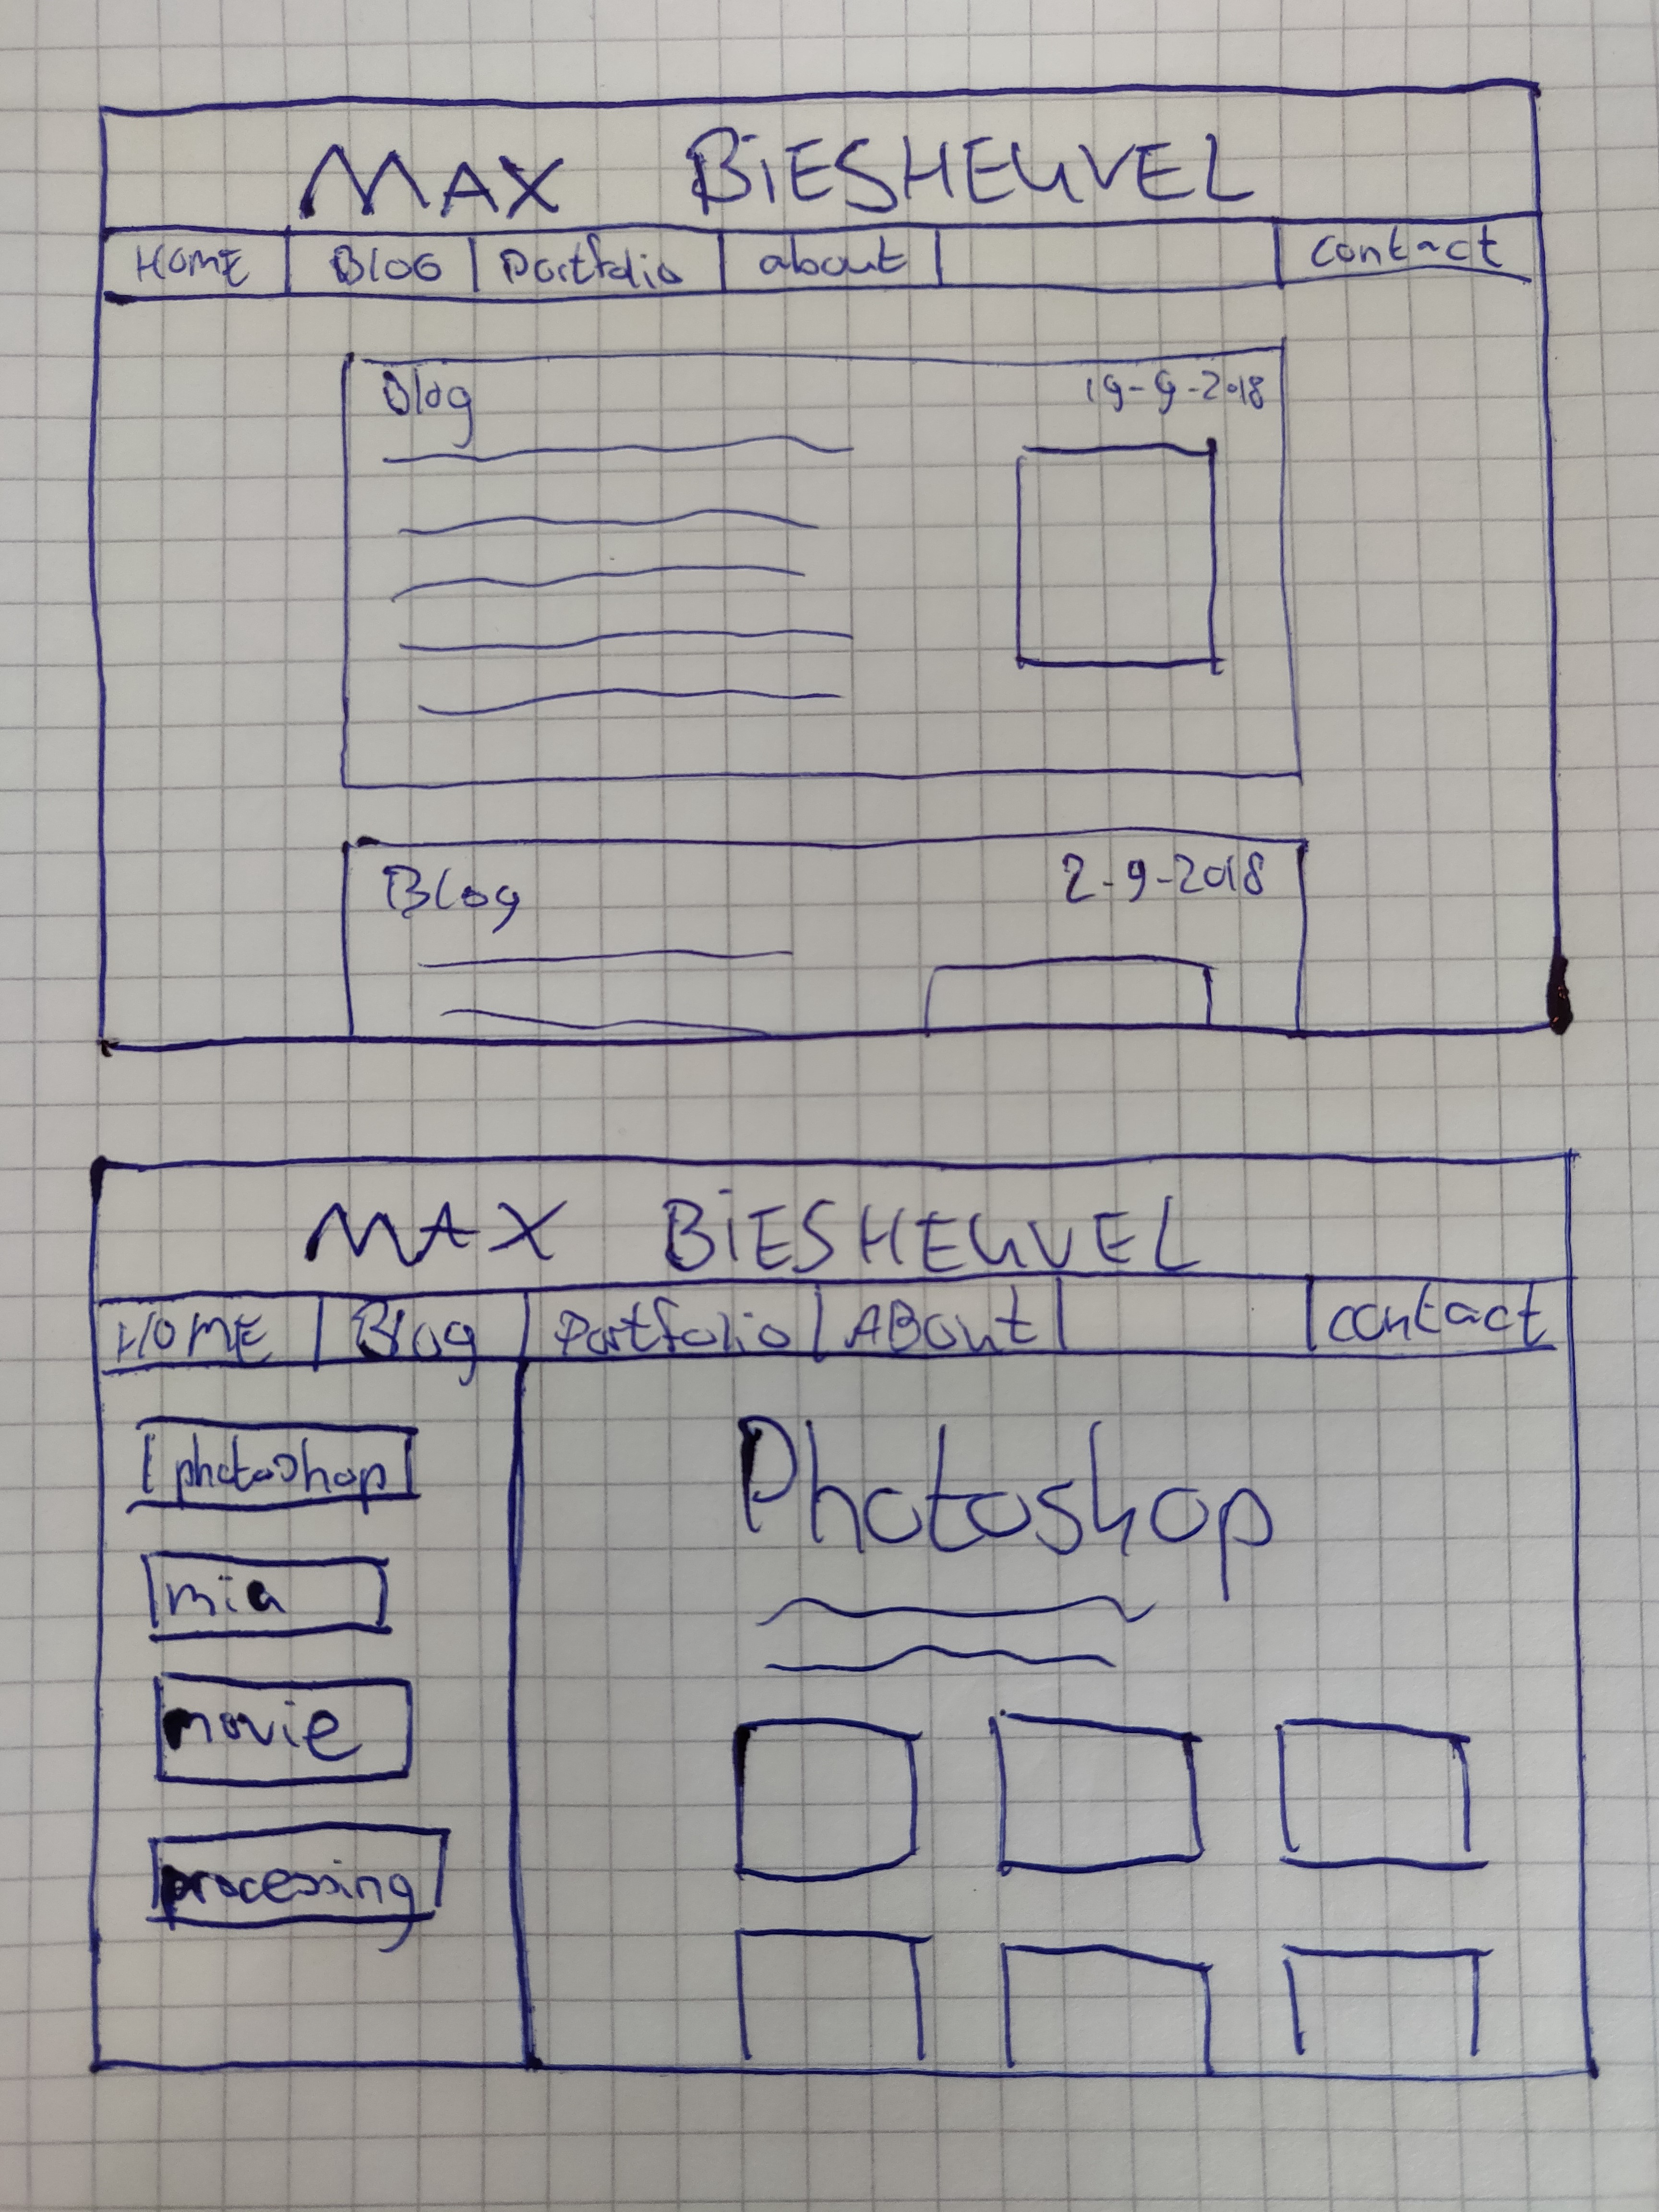 MAX BiESHEUVEL
HOME Blog Portfolio about contact
Blog 19-9-2018
Blog 2-9-2018
MAX BiESHEUVEL
HOME Blog Portfolio ABout contact
photoshop
Photoshop
mia
movie
processing